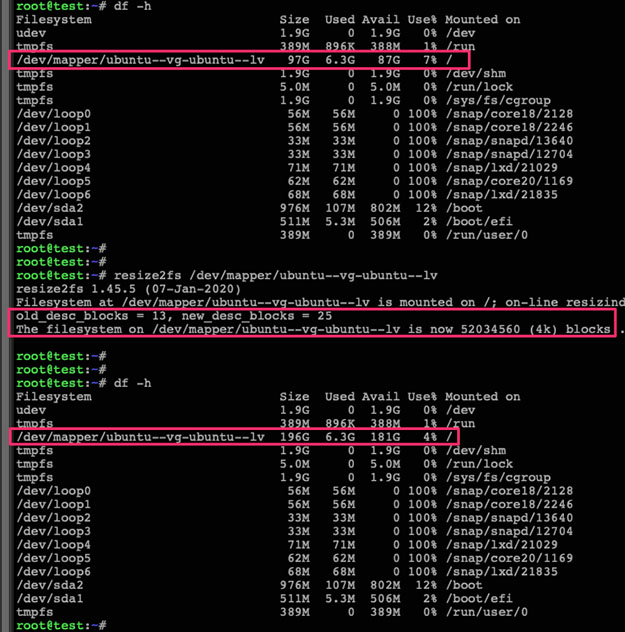 root@test:~# df -h
Filesystem Size Used Avail Use% Mounted on
udev 1.9G 0 1.9G 0% /dev
tmpfs 389M 896K 388M 1% /run
/dev/mapper/ubuntu--vg-ubuntu--lv 97G 6.3G 87G 7% /
tmpfs 1.9G 0 1.9G 0% /dev/shm
tmpfs 5.0M 0 5.0M 0% /run/lock
tmpfs 1.9G 0 1.9G 0% /sys/fs/cgroup
/dev/loop0 56M 56M 0 100% /snap/core18/2128
/dev/loop1 56M 56M 0 100% /snap/core18/2246
/dev/loop2 33M 33M 0 100% /snap/snapd/13640
/dev/loop3 33M 33M 0 100% /snap/snapd/12704
/dev/loop4 71M 71M 0 100% /snap/lxd/21029
/dev/loop5 62M 62M 0 100% /snap/core20/1169
/dev/loop6 68M 68M 0 100% /snap/lxd/21835
/dev/sda2 976M 107M 802M 12% /boot
/dev/sda1 511M 5.3M 506M 2% /boot/efi
tmpfs 389M 0 389M 0% /run/user/0
root@test:~#
root@test:~#
root@test:~# resize2fs /dev/mapper/ubuntu--vg-ubuntu--lv
resize2fs 1.45.5 (07-Jan-2020)
Filesystem at /dev/mapper/ubuntu--vg-ubuntu--lv is mounted on /; on-line resizin
old_desc_blocks = 13, new_desc_blocks = 25
The filesystem on /dev/mapper/ubuntu--vg-ubuntu--lv is now 52034560 (4k) blocks .
root@test:~#
root@test:~#
root@test:~# df -h
Filesystem Size Used Avail Use% Mounted on
udev 1.9G 0 1.9G 0% /dev
tmpfs 389M 896K 388M 1% /run
/dev/mapper/ubuntu--vg-ubuntu--lv 196G 6.3G 181G 4% /
tmpfs 1.9G 0 1.9G 0% /dev/shm
tmpfs 5.0M 0 5.0M 0% /run/lock
tmpfs 1.9G 0 1.9G 0% /sys/fs/cgroup
/dev/loop0 56M 56M 0 100% /snap/core18/2128
/dev/loop1 56M 56M 0 100% /snap/core18/2246
/dev/loop2 33M 33M 0 100% /snap/snapd/13640
/dev/loop3 33M 33M 0 100% /snap/snapd/12704
/dev/loop4 71M 71M 0 100% /snap/lxd/21029
/dev/loop5 62M 62M 0 100% /snap/core20/1169
/dev/loop6 68M 68M 0 100% /snap/lxd/21835
/dev/sda2 976M 107M 802M 12% /boot
/dev/sda1 511M 5.3M 506M 2% /boot/efi
tmpfs 389M 0 389M 0% /run/user/0
root@test:~#